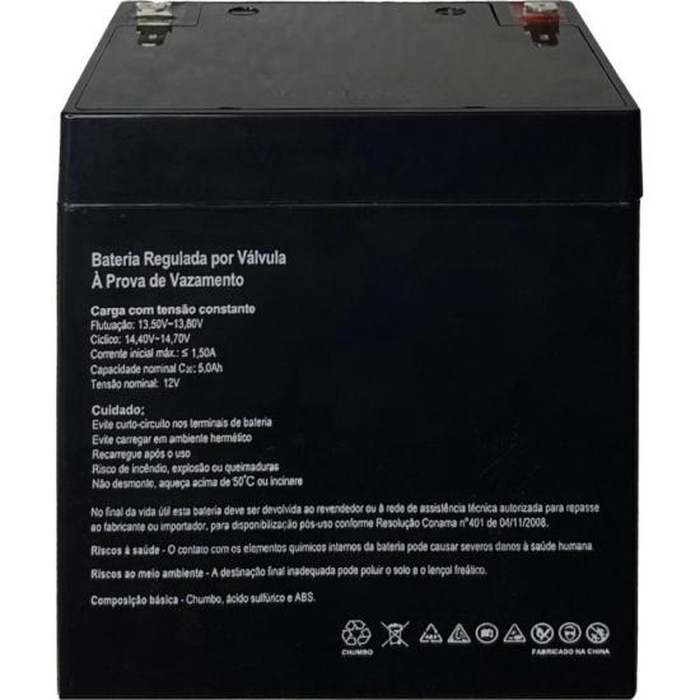 Bateria Regulada por Válvula
À Prova de Vazamento
Carga com tensão constante
Flutuação: 13,50V~13,80V
Cíclico: 14,40V~14,70V
Corrente inicial máx.: ≤ 1,50A
Capacidade nominal C20: 5,0Ah
Tensão nominal: 12V
Cuidado;
Evite curto-circuito nos terminais de bateria
Evite carregar em ambiente hermético
Recarregue após o uso
Risco de incêndio, explosão ou queimaduras
Não desmonte, aqueça acima de 50°C ou incinere
No final da vida útil esta bateria deve ser devolvida ao revendedor ou à rede de assistência técnica autorizada para repasse
ao fabricante ou importador, para disponibilização pós-uso conforme Resolução Conama n°401 de 04/11/2008.
Riscos à saúde - O contato com os elementos químicos internos da bateria pode causar severos danos à saúde humana
Riscos ao meio ambiente - A destinação final inadequada pode poluir o solo e o lençol freático.
Composição básica - Chumbo, ácido sulfúrico e ABS.
CHUMBO FABRICADO NA CHINA